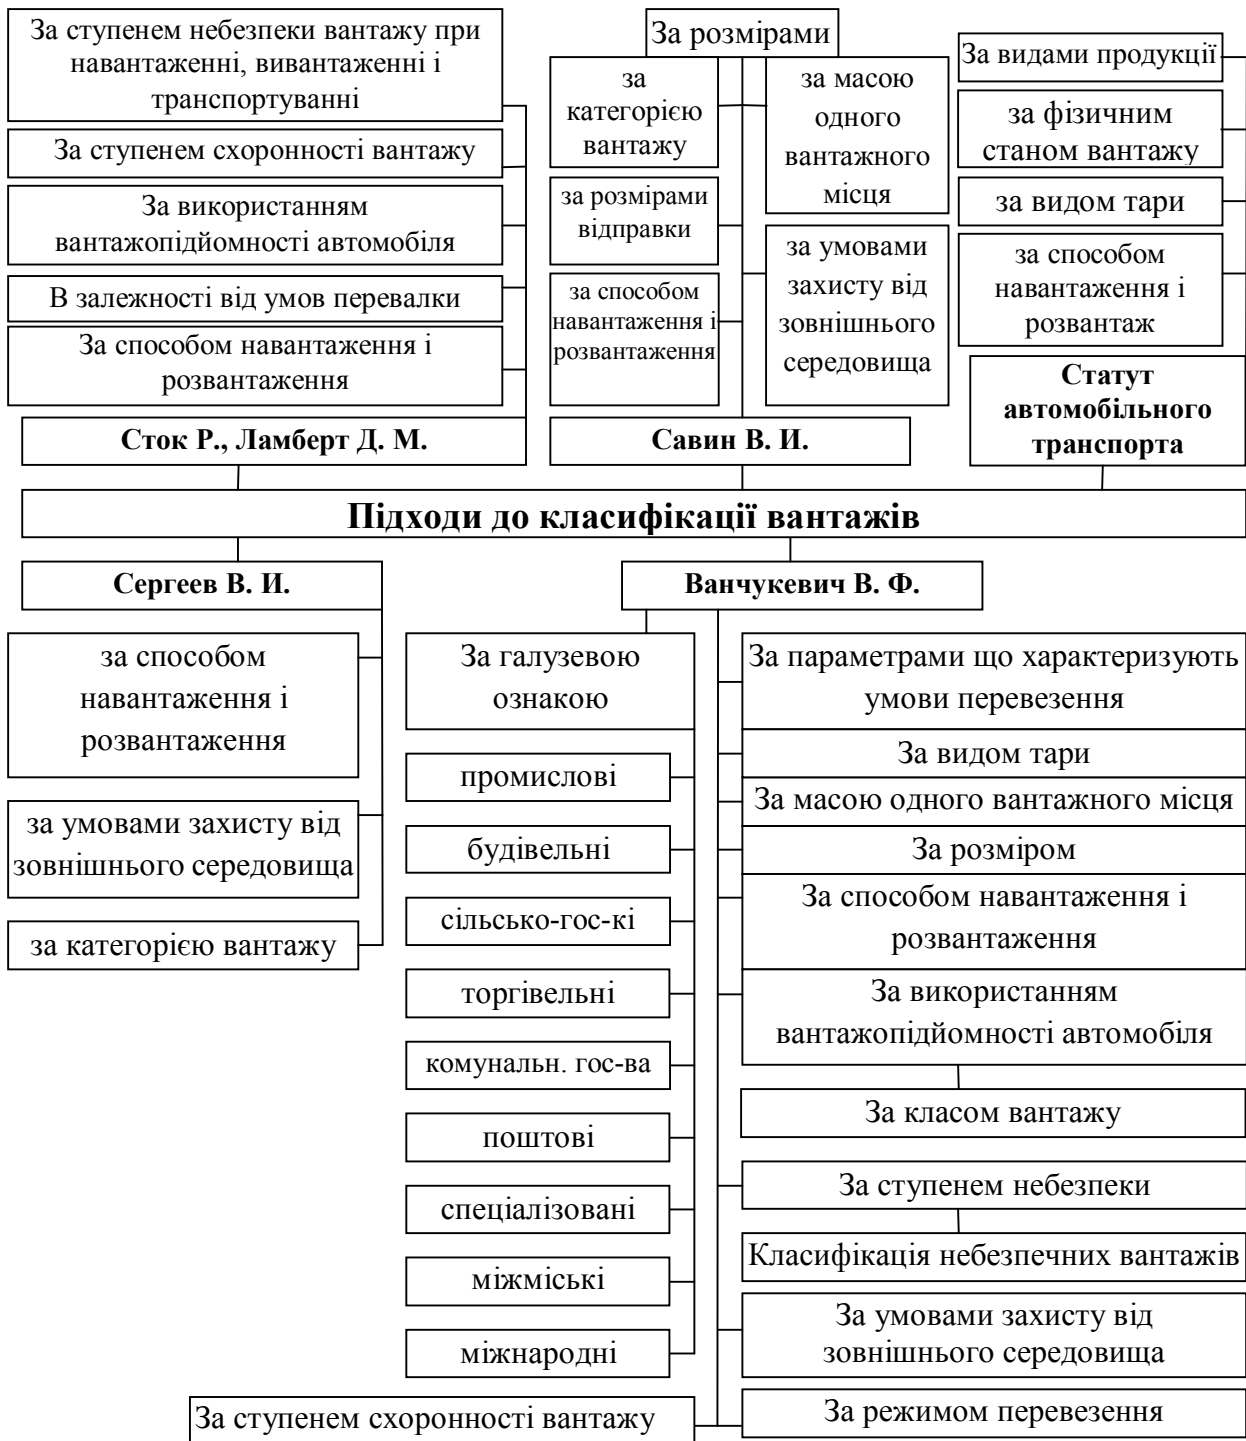 За ступенем небезпеки вантажу при
навантаженні, вивантаженні і
транспортуванні
За ступенем схоронності вантажу
За використанням
вантажопідйомності автомобіля
В залежності від умов перевалки
За способом навантаження і
розвантаження
Сток Р., Ламберт Д. М.
За розмірами
за
категорією
вантажу
за масою
одного
вантажного
місця
за розмірами
відправки
за умовами
захисту від
зовнішнього
середовища
за способом
навантаження і
розвантаження
Савин В. И.
За видами продукції
за фізичним
станом вантажу
за видом тари
за способом
навантаження і
розвантаж
Статут
автомобільного
транспорта
Підходи до класифікації вантажів
Сергеев В. И.
за способом
навантаження і
розвантаження
за умовами захисту від
зовнішнього середовища
за категорією вантажу
Ванчукевич В. Ф.
За галузевою
ознакою
промислові
будівельні
сільсько-гос-кі
торгівельні
комунальн. гос-ва
поштові
спеціалізовані
міжміські
міжнародні
За ступенем схоронності вантажу
За параметрами що характеризують
умови перевезення
За видом тари
За масою одного вантажного місця
За розміром
За способом навантаження і
розвантаження
За використанням
вантажопідйомності автомобіля
За класом вантажу
За ступенем небезпеки
Класифікація небезпечних вантажів
За умовами захисту від
зовнішнього середовища
За режимом перевезення